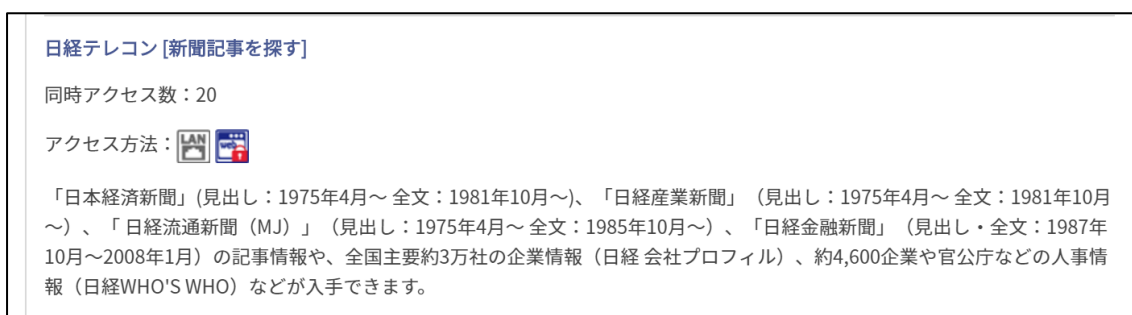 日経テレコン [新聞記事を探す]
同時アクセス数：20
アクセス方法：LAN web
「日本経済新聞」(見出し：1975年4月～ 全文：1981年10月～)、「日経産業新聞」（見出し：1975年4月～ 全文：1981年10月
～）、「 日経流通新聞（MJ）」（見出し：1975年4月～ 全文：1985年10月～）、「日経金融新聞」（見出し・全文：1987年
10月～2008年1月）の記事情報や、全国主要約3万社の企業情報（日経 会社プロフィル）、約4,600企業や官公庁などの人事情
報（日経WHO'S WHO）などが入手できます。